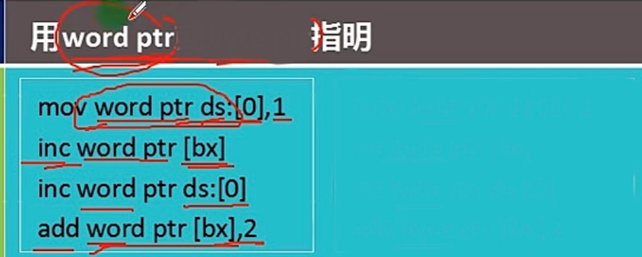 用word ptr 指明
mov word ptr ds:[0],1
inc word ptr [bx]
inc word ptr ds:[0]
add word ptr [bx],2